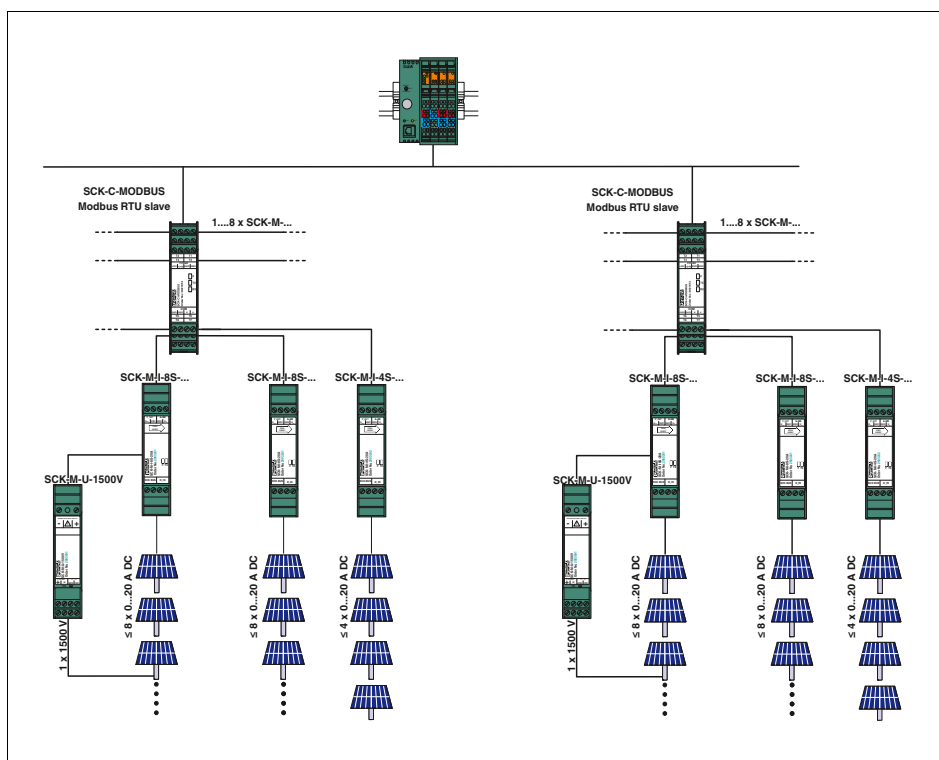 SCK-C-MODBUS
Modbus RTU slave
1....8 x SCK-M-...
SCK-C-MODBUS
Modbus RTU slave
1....8 x SCK-M-...
SCK-M-I-8S-...
SCK-M-I-8S-...
SCK-M-I-4S-...
SCK-M-I-8S-...
SCK-M-I-8S-...
SCK-M-I-4S-...
SCK-M-U-1500V
SCK-M-U-1500V
- +
- +
1 x 1500 V
≤ 8 x 0...20 A DC
≤ 8 x 0...20 A DC
≤ 4 x 0...20 A DC
1 x 1500 V
≤ 8 x 0...20 A DC
≤ 8 x 0...20 A DC
≤ 4 x 0...20 A DC